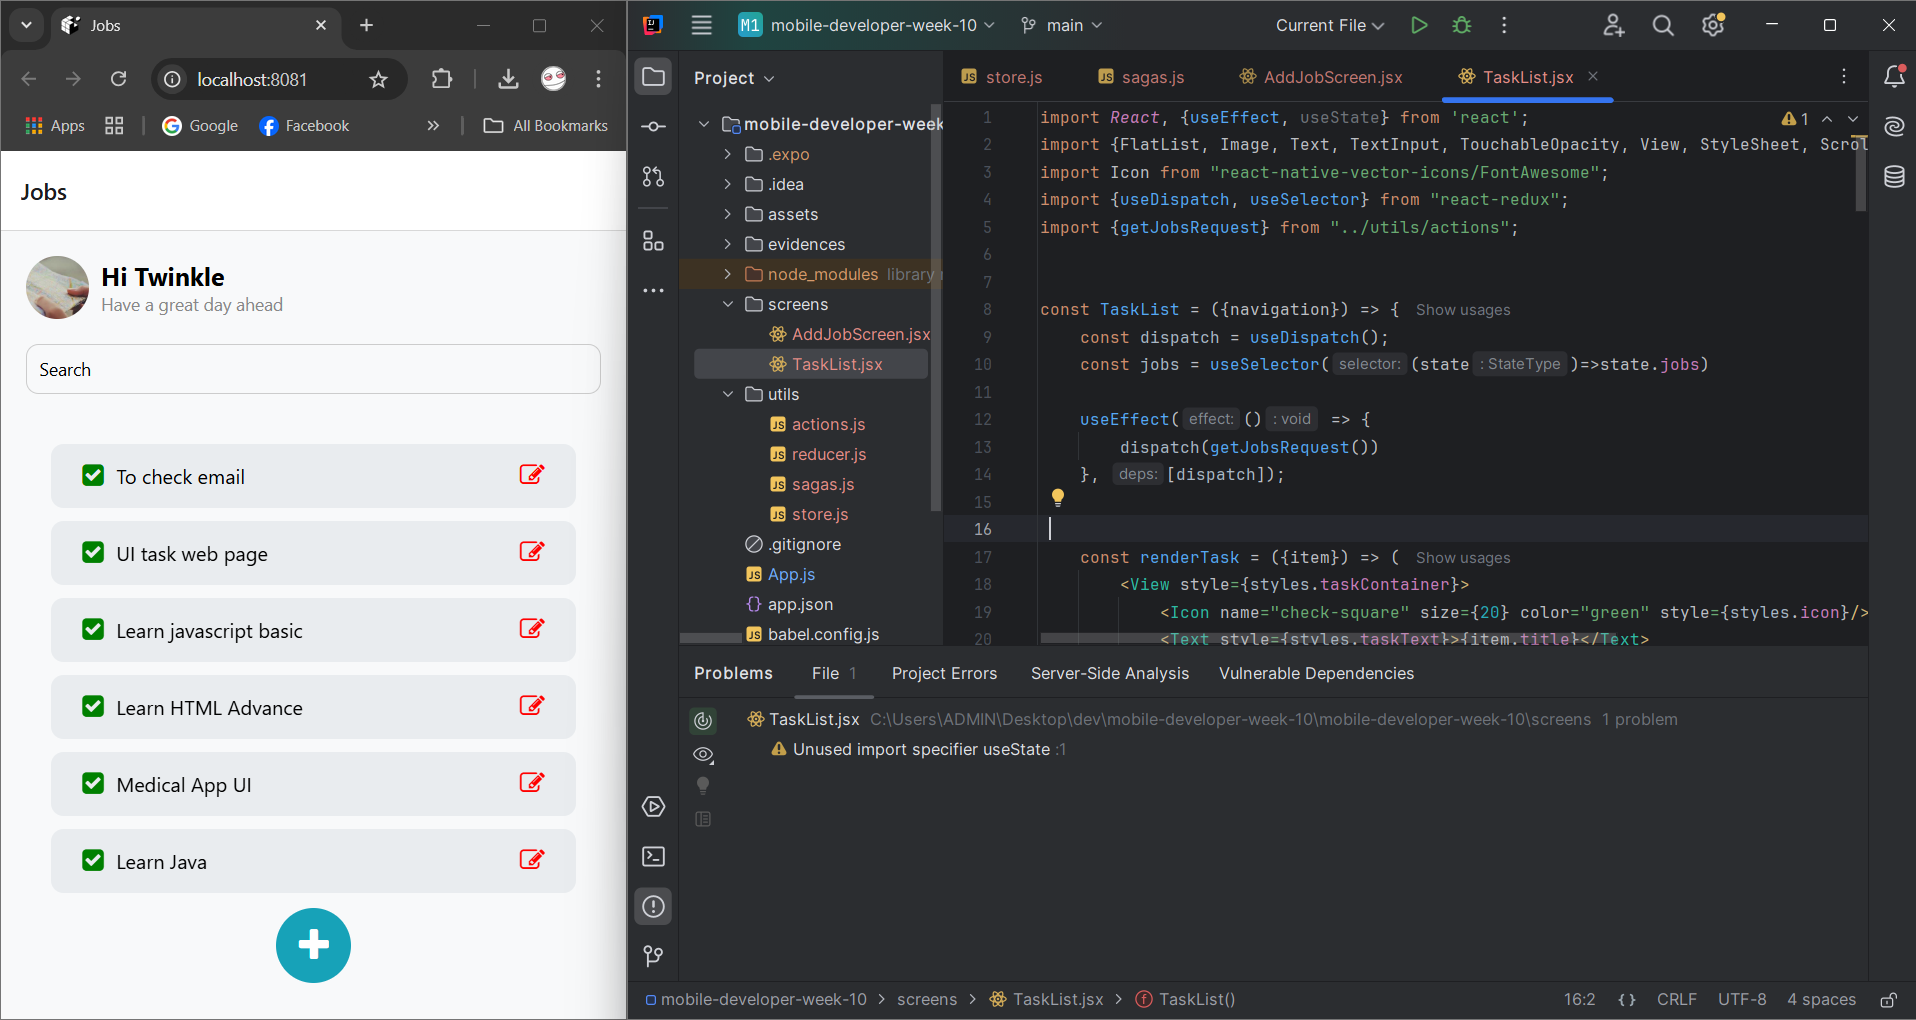 Jobs
localhost:8081
Apps
Google
Facebook
All Bookmarks
Jobs
Hi Twinkle
Have a great day ahead
Search
To check email
UI task web page
Learn javascript basic
Learn HTML Advance
Medical App UI
Learn Java
M1 mobile-developer-week-10
main
Current File
Project
mobile-developer-week
.expo
.idea
assets
evidences
node_modules library
screens
AddJobScreen.jsx
TaskList.jsx
utils
JS actions.js
JS reducer.js
JS sagas.js
JS store.js
.gitignore
JS App.js
{} app.json
JS babel.config.js
JS store.js
JS sagas.js
AddJobScreen.jsx
TaskList.jsx
1 import React, {useEffect, useState} from 'react';
1
2 import {FlatList, Image, Text, TextInput, TouchableOpacity, View, StyleSheet, Scrol
3 import Icon from "react-native-vector-icons/FontAwesome";
4 import {useDispatch, useSelector} from "react-redux";
5 import {getJobsRequest} from "../utils/actions";
6
7
8 const TaskList = ({navigation}) => { Show usages
9 const dispatch = useDispatch();
10 const jobs = useSelector( selector: (state : StateType )=>state.jobs)
11
12 useEffect( effect: () : void => {
13 dispatch(getJobsRequest())
14 }, deps: [dispatch]);
15
16
17 const renderTask = ({item}) => ( Show usages
18 <View style={styles.taskContainer}>
19 <Icon name="check-square" size={20} color="green" style={styles.icon}/>
20 <Text style={styles.taskText}>{item.title}</Text>
Problems
File 1
Project Errors
Server-Side Analysis
Vulnerable Dependencies
TaskList.jsx C:\Users\ADMIN\Desktop\dev\mobile-developer-week-10\mobile-developer-week-10\screens 1 problem
Unused import specifier useState :1
mobile-developer-week-10 > screens > TaskList.jsx > f TaskList()
16:2 {} CRLF UTF-8 4 spaces